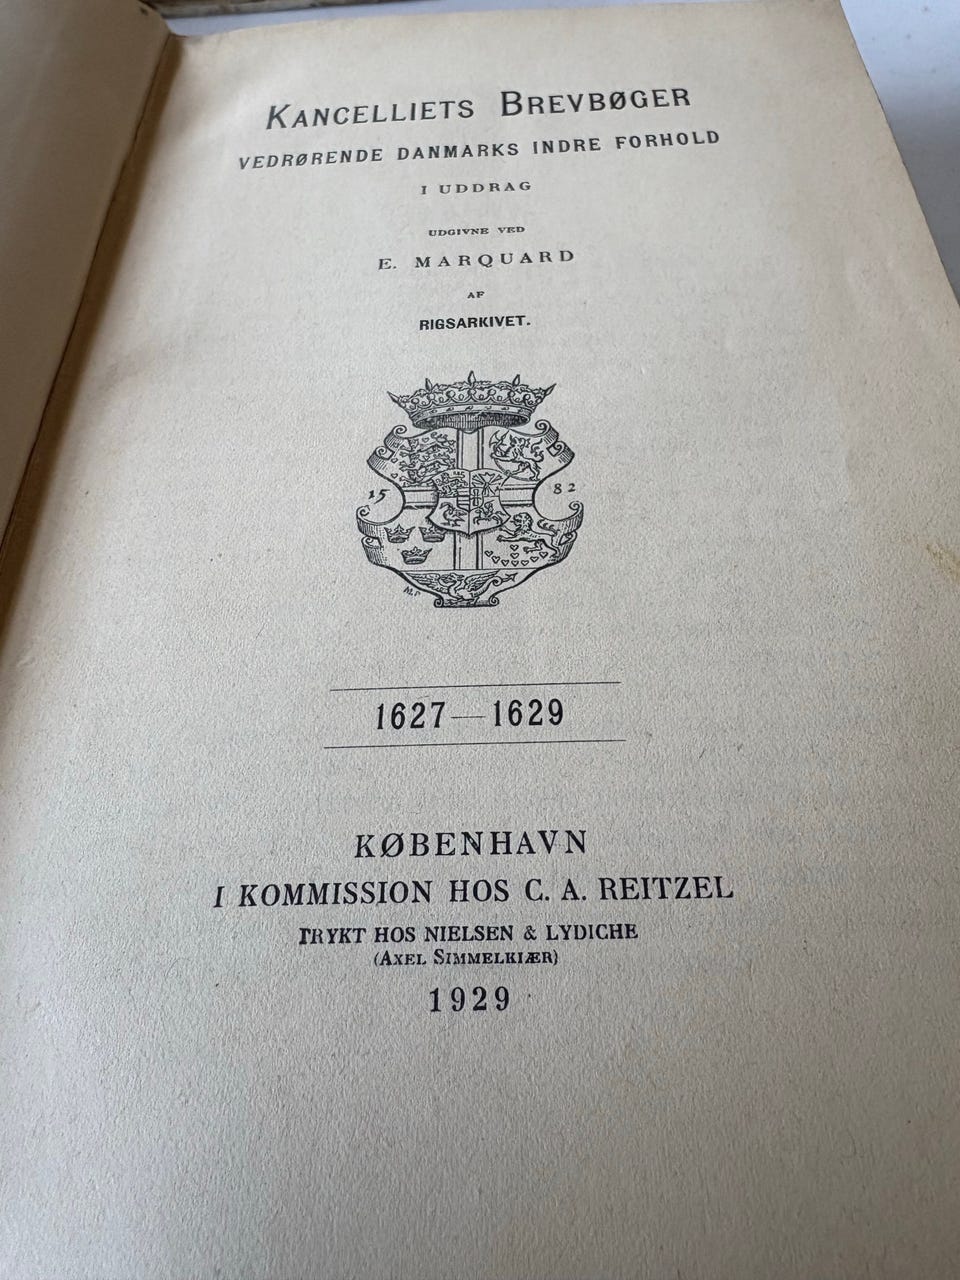 KANCELLIETS BREVBØGER
VEDRØRENDE DANMARKS INDRE FORHOLD
I UDDRAG
UDGIVNE VED
E. MARQUARD
AF
RIGSARKIVET.
15 82
1627—1629
KØBENHAVN
I KOMMISSION HOS C. A. REITZEL
TRYKT HOS NIELSEN & LYDICHE
(AXEL SIMMELKIÆR)
1929